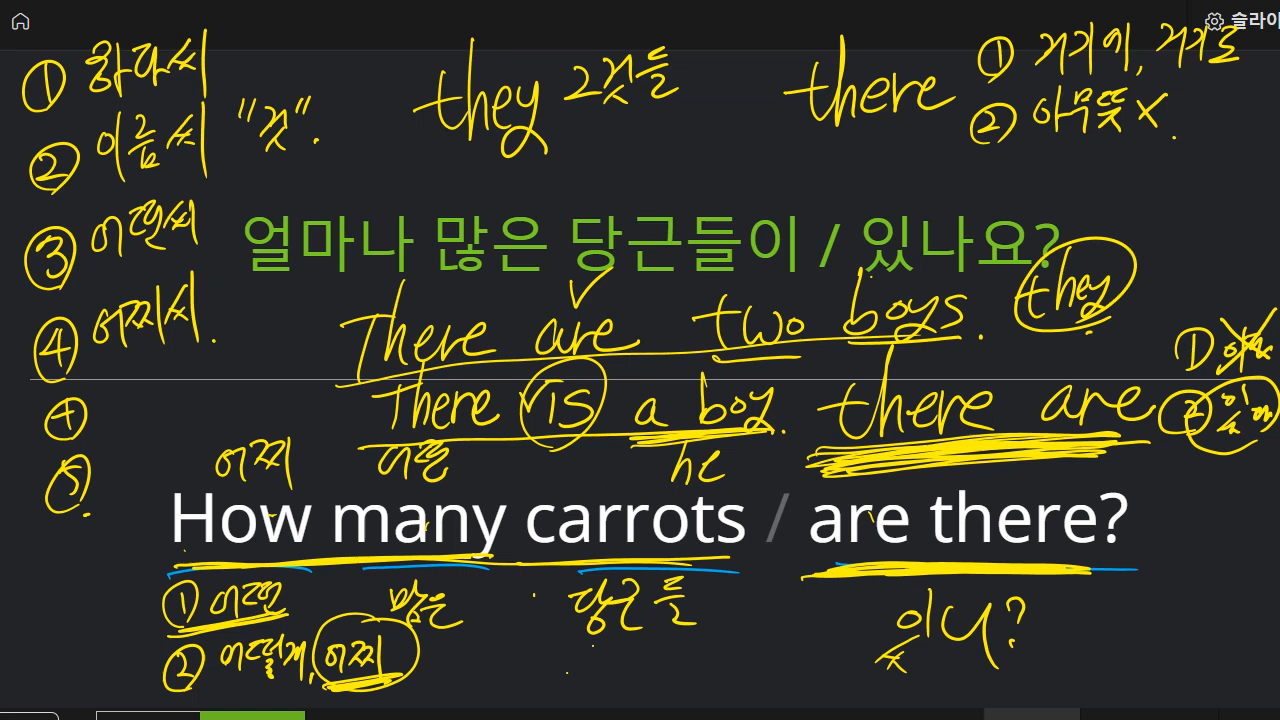 슬라이
① 하다씨
they 그것들
there
① 거기에, 거기로
② 아무 뜻 X.
② 이름씨 "것".
③ 어떤씨
얼마나 많은 당근들이 / 있나요?
④ 어찌씨.
There are two boys. they
There is a boy. there are
④
⑤.
어찌 어떤 he
How many carrots / are there?
① 어떤 많은 당근들
② 어떻게, 어찌
있니?